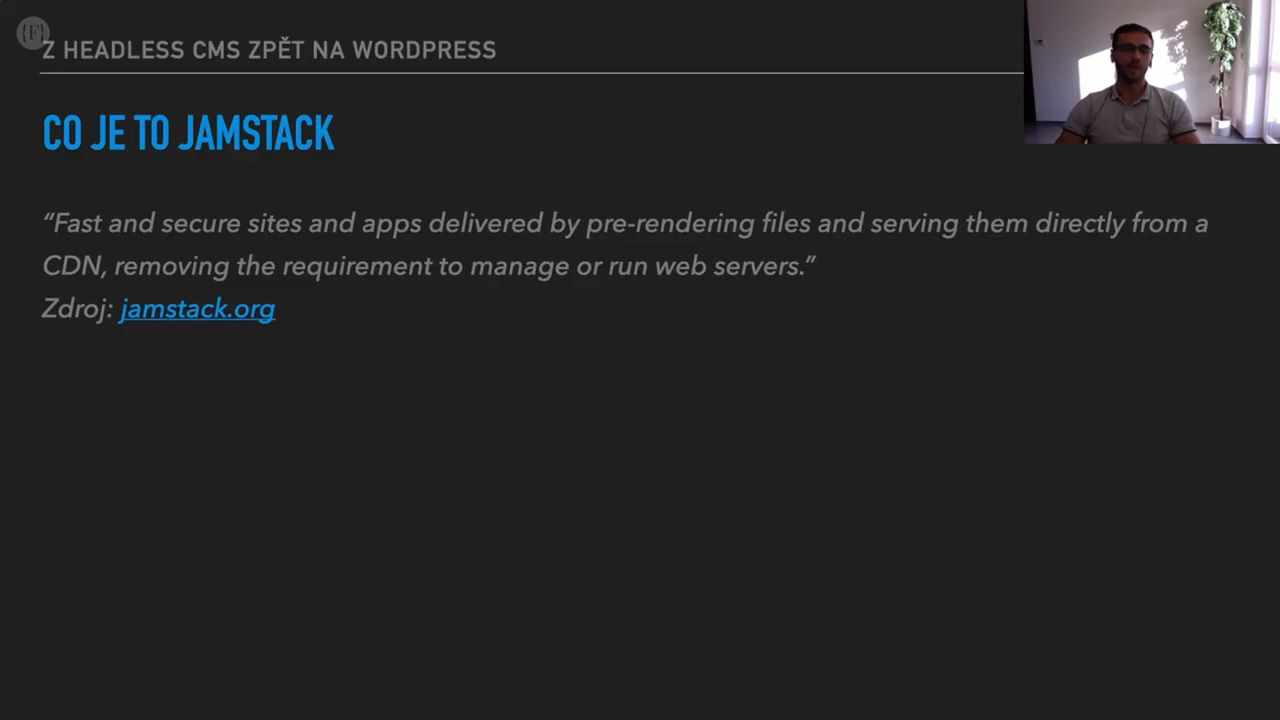 {F}
Z HEADLESS CMS ZPĚT NA WORDPRESS
CO JE TO JAMSTACK
“Fast and secure sites and apps delivered by pre-rendering files and serving them directly from a
CDN, removing the requirement to manage or run web servers.”
Zdroj: jamstack.org